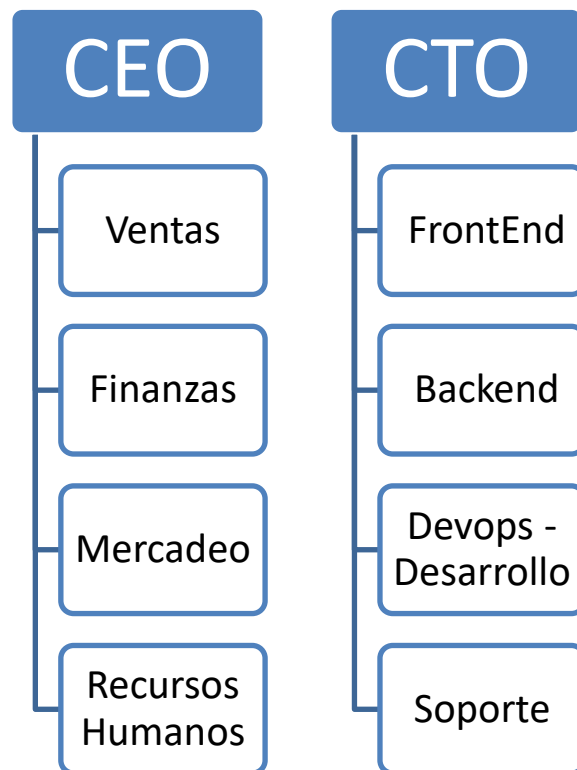 CEO
Ventas
Finanzas
Mercadeo
Recursos
Humanos
CTO
FrontEnd
Backend
Devops -
Desarrollo
Soporte